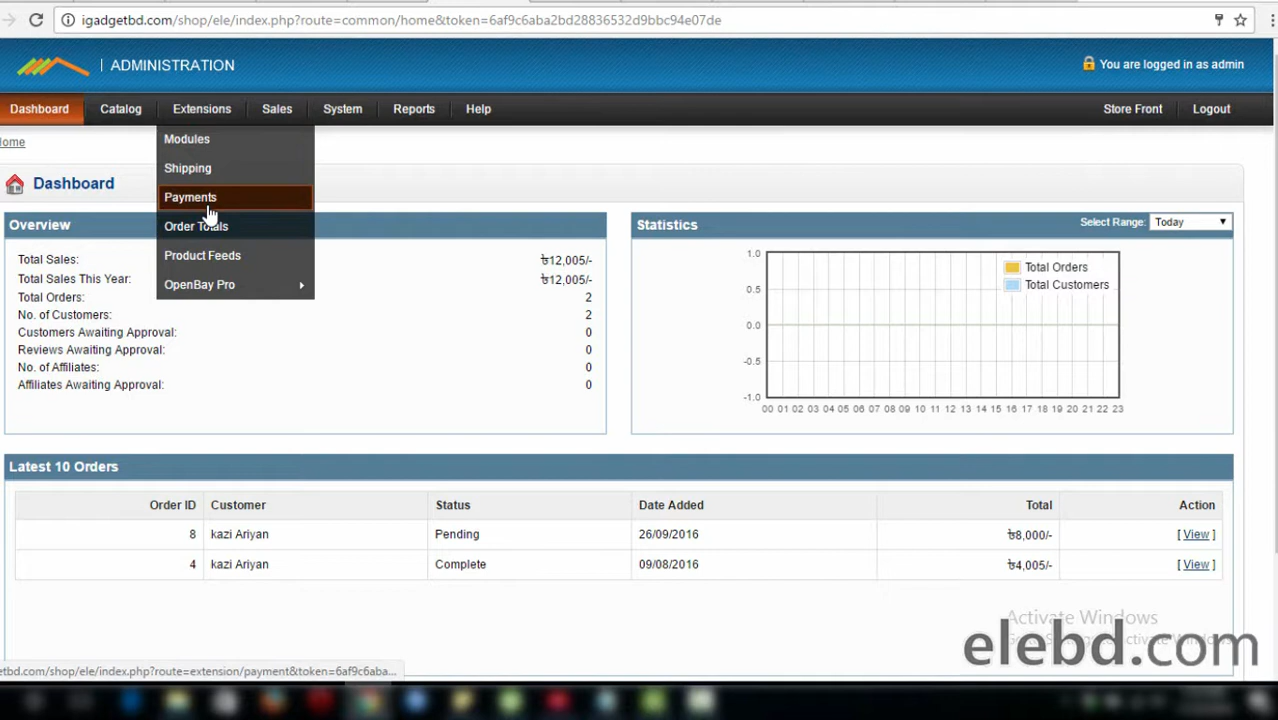 igadgetbd.com/shop/ele/index.php?route=common/home&token=6af9c6aba2bd28836532d9bbc94e07de
| ADMINISTRATION
You are logged in as admin
Dashboard Catalog Extensions Sales System Reports Help Store Front Logout
Modules
ome
Shipping
Dashboard
Payments
Order Totals
Product Feeds
OpenBay Pro
Overview
Total Sales: ৳12,005/-
Total Sales This Year: ৳12,005/-
Total Orders: 2
No. of Customers: 2
Customers Awaiting Approval: 0
Reviews Awaiting Approval: 0
No. of Affiliates: 0
Affiliates Awaiting Approval: 0
Statistics Select Range: Today
1.0
0.5
0.0
-0.5
-1.0
Total Orders
Total Customers
00 01 02 03 04 05 06 07 08 09 10 11 12 13 14 15 16 17 18 19 20 21 22 23
Latest 10 Orders
Order ID Customer Status Date Added Total Action
8 kazi Ariyan Pending 26/09/2016 ৳8,000/- [ View ]
4 kazi Ariyan Complete 09/08/2016 ৳4,005/- [ View ]
Activate Windows
elebd.com
etbd.com/shop/ele/index.php?route=extension/payment&token=6af9c6aba...